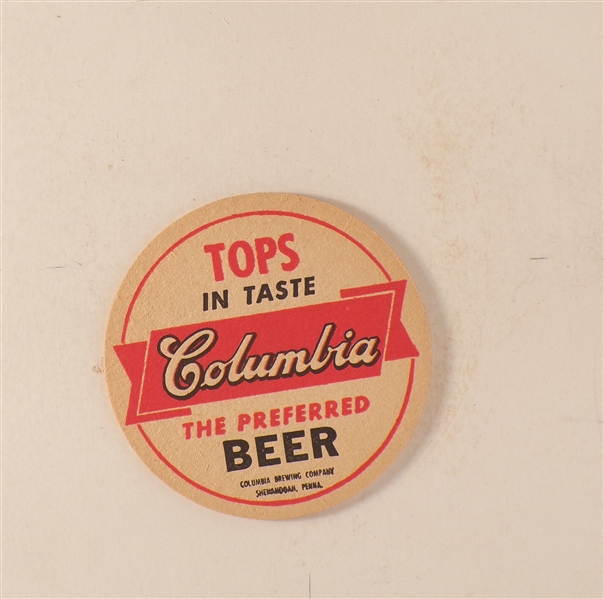 TOPS
IN TASTE
Columbia
THE PREFERRED
BEER
COLUMBIA BREWING COMPANY
SHENANDOAH, PENNA.